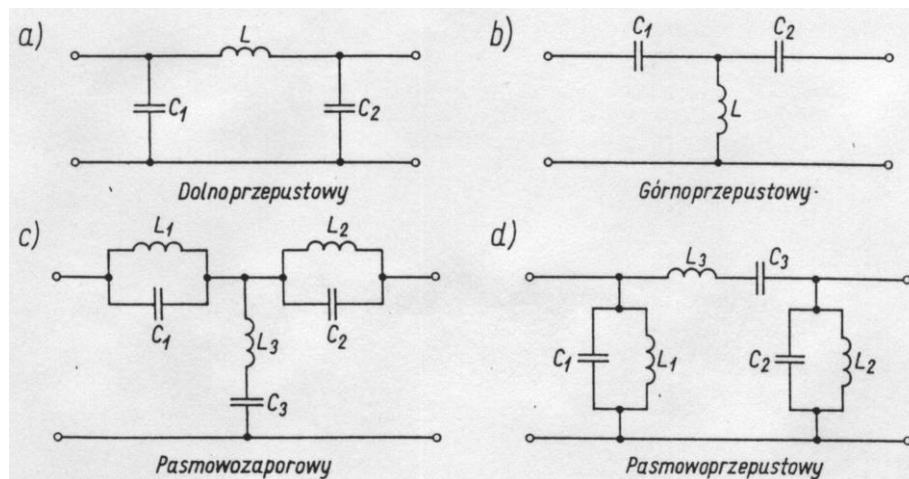 a)
L
C1
C2
Dolnoprzepustowy
b)
C1
C2
L
Górnoprzepustowy
c)
L1
L2
C1
C2
L3
C3
Pasmowozaporowy
d)
L3
C3
C1
L1
C2
L2
Pasmowoprzepustowy